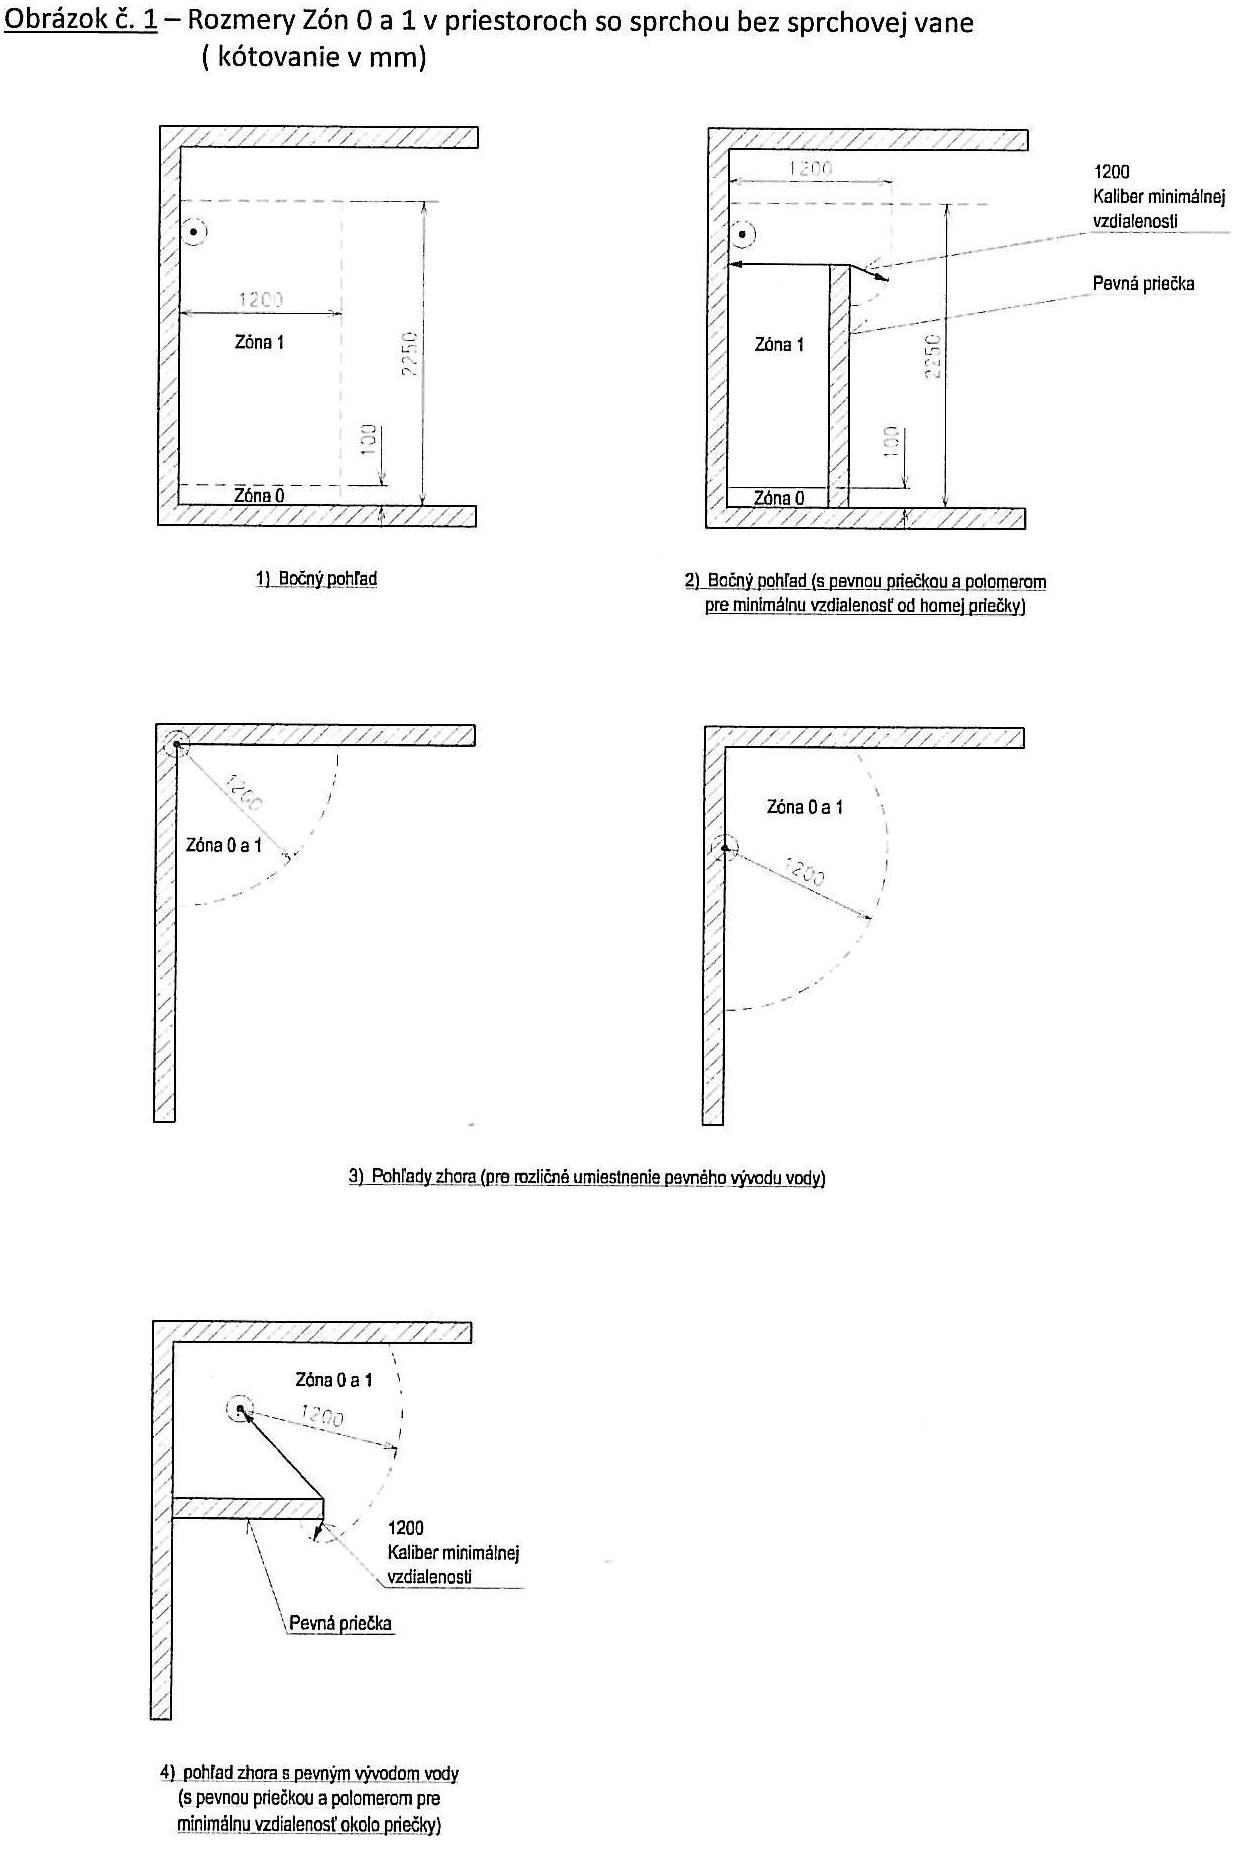 Obrázok č. 1 – Rozmery Zón 0 a 1 v priestoroch so sprchou bez sprchovej vane
( kótovanie v mm)
1200
Zóna 1
2250
100
Zóna 0
1) Bočný pohľad
1200
1200
Kaliber minimálnej
vzdialenosti
Pevná priečka
Zóna 1
2250
100
Zóna 0
2) Bočný pohľad (s pevnou priečkou a polomerom
pre minimálnu vzdialenosť od hornej priečky)
1200
Zóna 0 a 1
Zóna 0 a 1
1200
3) Pohľady zhora (pre rozličné umiestnenie pevného vývodu vody)
Zóna 0 a 1
1200
1200
Kaliber minimálnej
vzdialenosti
Pevná priečka
4) pohľad zhora s pevným vývodom vody
(s pevnou priečkou a polomerom pre
minimálnu vzdialenosť okolo priečky)